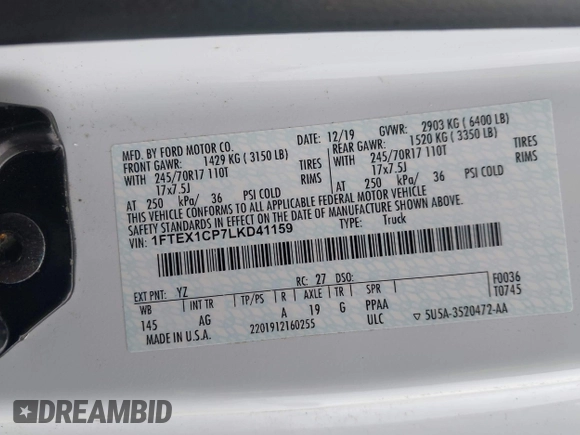 MFD. BY FORD MOTOR CO.
DATE: 12/19 GVWR: 2903 KG ( 6400 LB)
FRONT GAWR: 1429 KG ( 3150 LB) REAR GAWR: 1520 KG ( 3350 LB)
WITH 245/70R17 110T TIRES WITH 245/70R17 110T TIRES
17x7.5J RIMS 17x7.5J RIMS
AT 250 kPa/ 36 PSI COLD AT 250 kPa/ 36 PSI COLD
THIS VEHICLE CONFORMS TO ALL APPLICABLE FEDERAL MOTOR VEHICLE
SAFETY STANDARDS IN EFFECT ON THE DATE OF MANUFACTURE SHOWN ABOVE.
VIN: 1FTEX1CP7LKD41159 TYPE: Truck
EXT PNT: YZ RC: 27 DSO: F0036
WB INT TR TP/PS R AXLE TR SPR T0745
145 AG A 19 G PPAA
MADE IN U.S.A. 2201912160255 ULC ▽ 5U5A-3520472-AA
DREAMBID